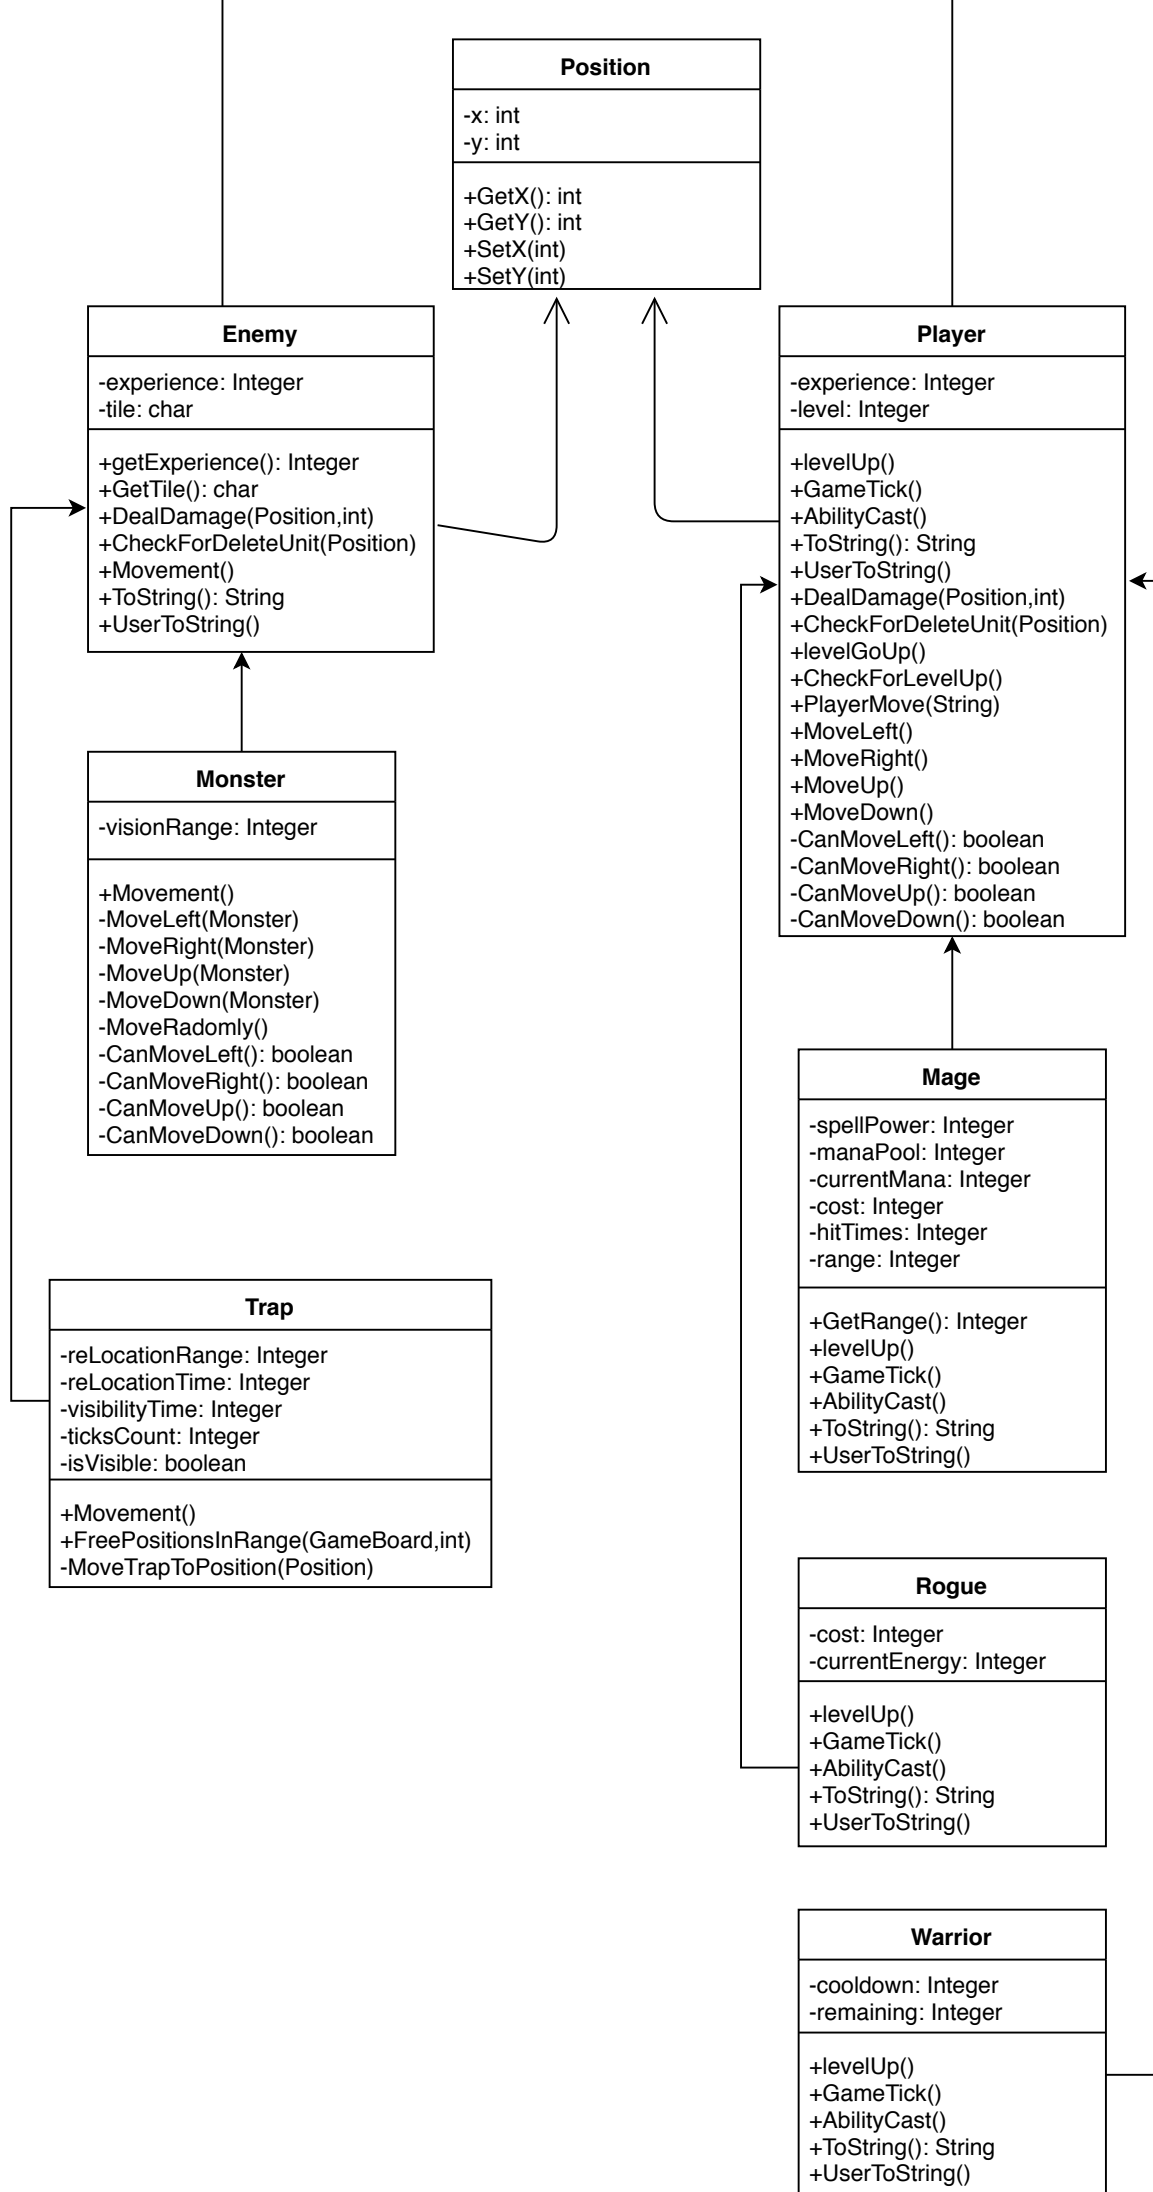 Position
-x: int
-y: int
+GetX(): int
+GetY(): int
+SetX(int)
+SetY(int)
Enemy
-experience: Integer
-tile: char
+getExperience(): Integer
+GetTile(): char
+DealDamage(Position,int)
+CheckForDeleteUnit(Position)
+Movement()
+ToString(): String
+UserToString()
Player
-experience: Integer
-level: Integer
+levelUp()
+GameTick()
+AbilityCast()
+ToString(): String
+UserToString()
+DealDamage(Position,int)
+CheckForDeleteUnit(Position)
+levelGoUp()
+CheckForLevelUp()
+PlayerMove(String)
+MoveLeft()
+MoveRight()
+MoveUp()
+MoveDown()
-CanMoveLeft(): boolean
-CanMoveRight(): boolean
-CanMoveUp(): boolean
-CanMoveDown(): boolean
Monster
-visionRange: Integer
+Movement()
-MoveLeft(Monster)
-MoveRight(Monster)
-MoveUp(Monster)
-MoveDown(Monster)
-MoveRadomly()
-CanMoveLeft(): boolean
-CanMoveRight(): boolean
-CanMoveUp(): boolean
-CanMoveDown(): boolean
Mage
-spellPower: Integer
-manaPool: Integer
-currentMana: Integer
-cost: Integer
-hitTimes: Integer
-range: Integer
+GetRange(): Integer
+levelUp()
+GameTick()
+AbilityCast()
+ToString(): String
+UserToString()
Trap
-reLocationRange: Integer
-reLocationTime: Integer
-visibilityTime: Integer
-ticksCount: Integer
-isVisible: boolean
+Movement()
+FreePositionsInRange(GameBoard,int)
-MoveTrapToPosition(Position)
Rogue
-cost: Integer
-currentEnergy: Integer
+levelUp()
+GameTick()
+AbilityCast()
+ToString(): String
+UserToString()
Warrior
-cooldown: Integer
-remaining: Integer
+levelUp()
+GameTick()
+AbilityCast()
+ToString(): String
+UserToString()